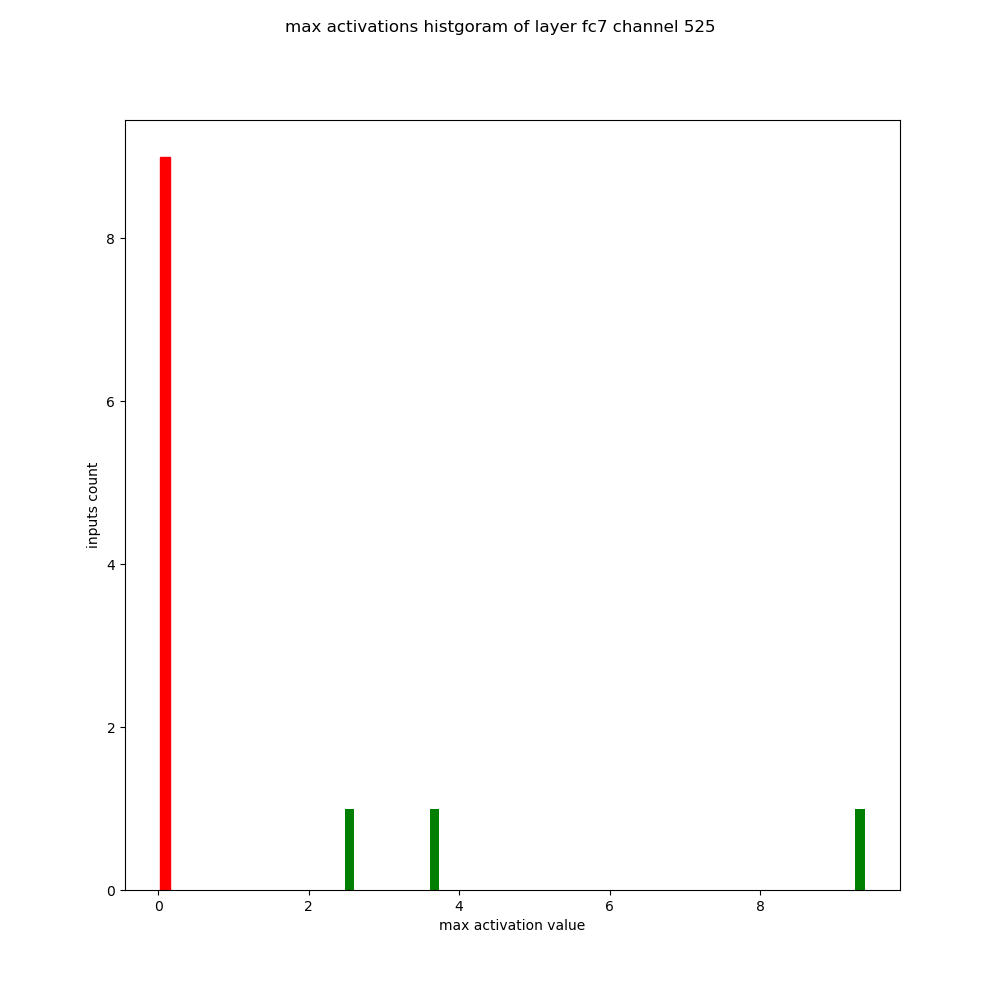 max activations histgoram of layer fc7 channel 525
8
6
4
2
0
inputs count
0 2 4 6 8
max activation value